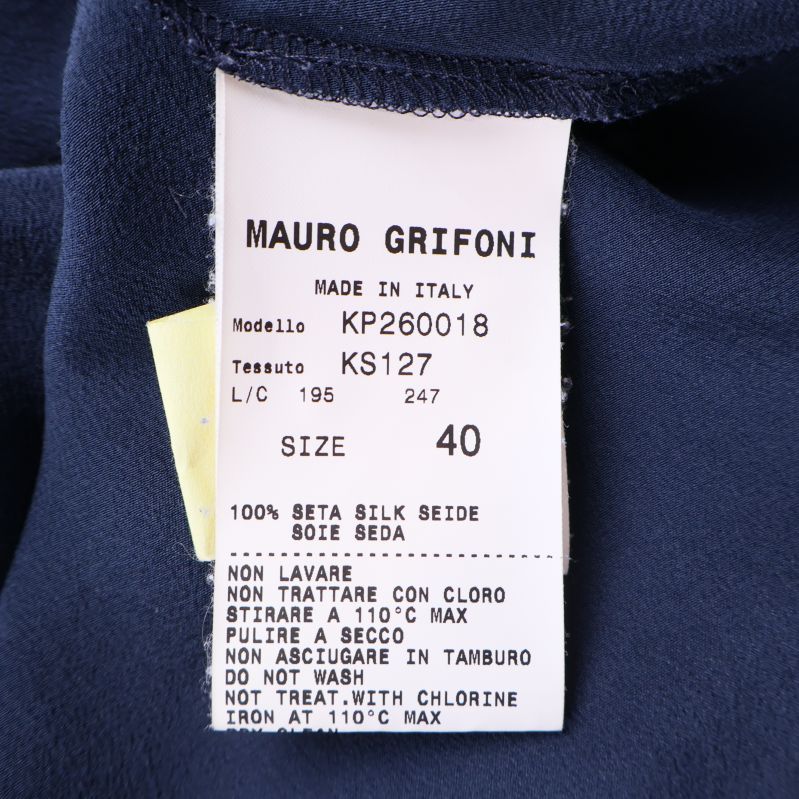 MAURO GRIFONI
MADE IN ITALY
Modello KP260018
Tessuto KS127
L/C 195 247
SIZE 40
100% SETA SILK SEIDE
SOIE SEDA
NON LAVARE
NON TRATTARE CON CLORO
STIRARE A 110°C MAX
PULIRE A SECCO
NON ASCIUGARE IN TAMBURO
DO NOT WASH
NOT TREAT.WITH CHLORINE
IRON AT 110°C MAX
DRY CLEAN